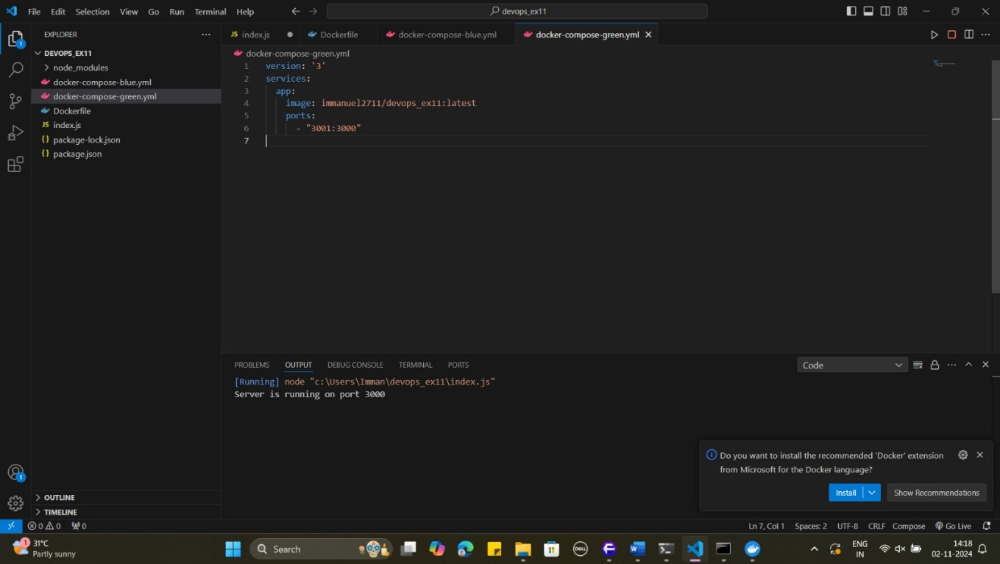 File Edit Selection View Go Run Terminal Help
devops_ex11
EXPLORER
DEVOPS_EX11
node_modules
docker-compose-blue.yml
docker-compose-green.yml
Dockerfile
JS index.js
{} package-lock.json
{} package.json
OUTLINE
TIMELINE
JS index.js Dockerfile docker-compose-blue.yml docker-compose-green.yml
docker-compose-green.yml
1 version: '3'
2 services:
3 app:
4 image: immanuel2711/devops_ex11:latest
5 ports:
6 - "3001:3000"
7
PROBLEMS OUTPUT DEBUG CONSOLE TERMINAL PORTS
Code
[Running] node "c:\Users\Imman\devops_ex11\index.js"
Server is running on port 3000
Do you want to install the recommended 'Docker' extension
from Microsoft for the Docker language?
Install Show Recommendations
0 0 0 Ln 7, Col 1 Spaces: 2 UTF-8 CRLF Compose Go Live
1 31°C
Partly sunny
Search
DELL
ENG
IN
14:18
02-11-2024